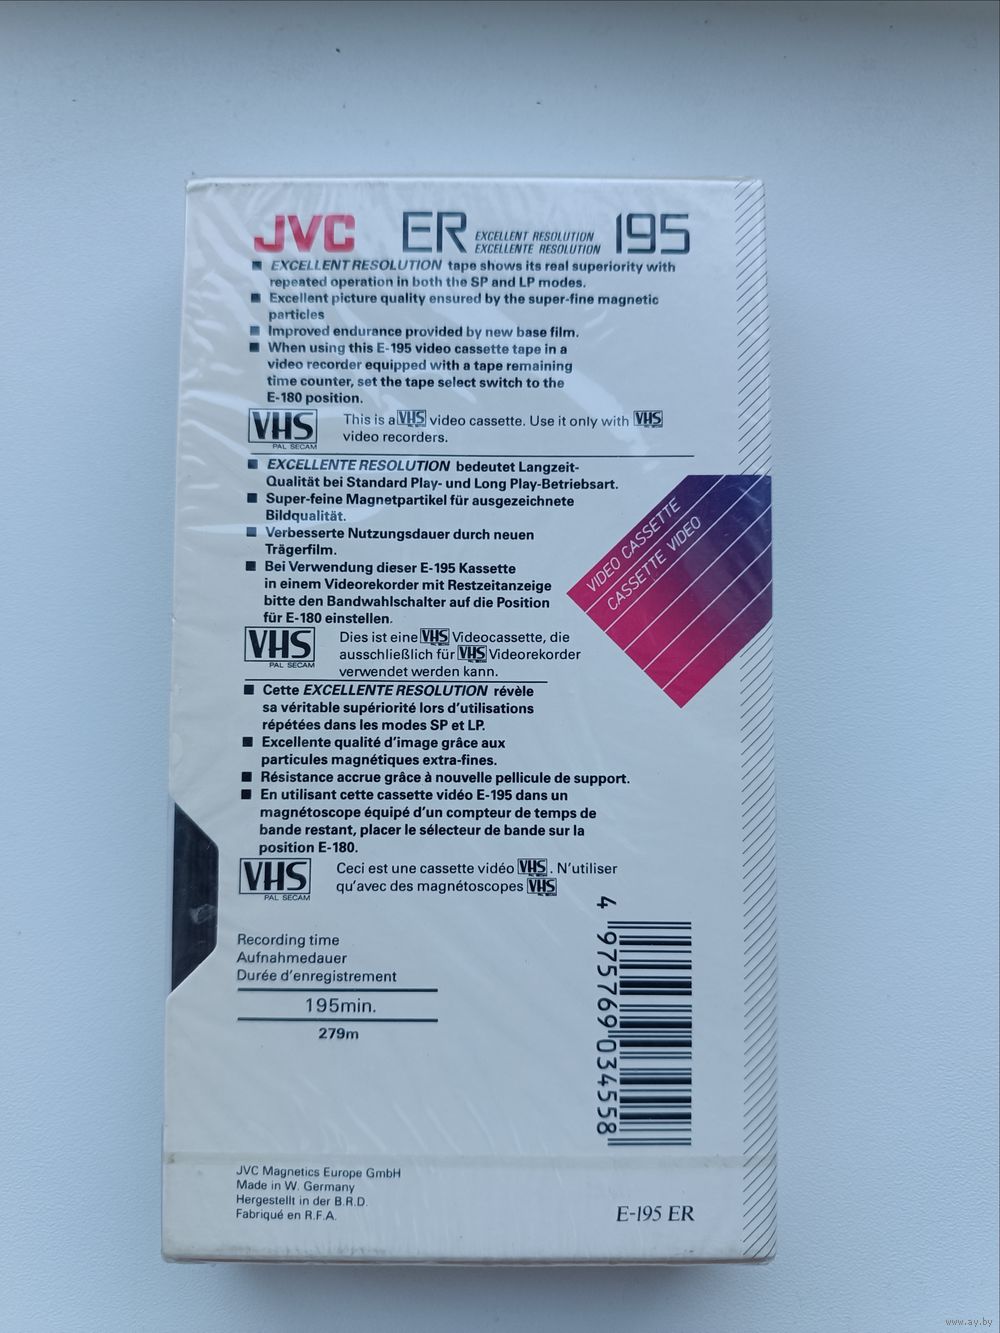 JVC ER EXCELLENT RESOLUTION 195
EXCELLENTE RESOLUTION
■ EXCELLENT RESOLUTION tape shows its real superiority with
repeated operation in both the SP and LP modes.
■ Excellent picture quality ensured by the super-fine magnetic
particles
■ Improved endurance provided by new base film.
■ When using this E-195 video cassette tape in a
video recorder equipped with a tape remaining
time counter, set the tape select switch to the
E-180 position.
VHS
PAL SECAM
This is a VHS video cassette. Use it only with VHS
video recorders.
■ EXCELLENTE RESOLUTION bedeutet Langzeit-
Qualität bei Standard Play- und Long Play-Betriebsart.
■ Super-feine Magnetpartikel für ausgezeichnete
Bildqualität.
■ Verbesserte Nutzungsdauer durch neuen
Trägerfilm.
■ Bei Verwendung dieser E-195 Kassette
in einem Videorekorder mit Restzeitanzeige
bitte den Bandwahlschalter auf die Position
für E-180 einstellen.
VHS
PAL SECAM
Dies ist eine VHS Videocassette, die
ausschließlich für VHS Videorekorder
verwendet werden kann.
VIDEO CASSETTE
CASSETTE VIDEO
■ Cette EXCELLENTE RESOLUTION révèle
sa véritable supériorité lors d'utilisations
répétées dans les modes SP et LP.
■ Excellente qualité d'image grâce aux
particules magnétiques extra-fines.
■ Résistance accrue grâce à nouvelle pellicule de support.
■ En utilisant cette cassette vidéo E-195 dans un
magnétoscope équipé d'un compteur de temps de
bande restant, placer le sélecteur de bande sur la
position E-180.
VHS
PAL SECAM
Ceci est une cassette vidéo VHS. N'utiliser
qu'avec des magnétoscopes VHS
Recording time
Aufnahmedauer
Durée d'enregistrement
195min.
279m
4 975769 034558
JVC Magnetics Europe GmbH
Made in W. Germany
Hergestellt in der B.R.D.
Fabriqué en R.F.A.
E-195 ER
www.ay.by